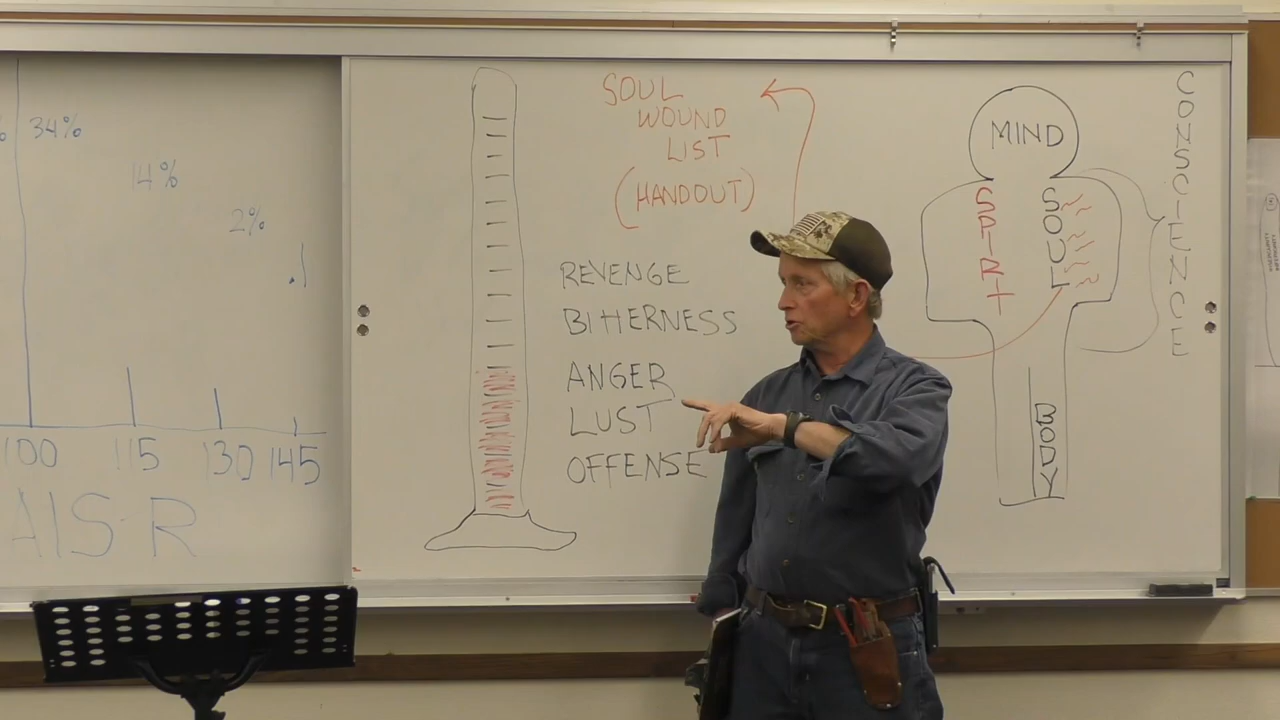 34%
14%
2%
.1
100
115
130
145
AIS-R
SOUL
WOUND
LIST
(HANDOUT)
REVENGE
BITTERNESS
ANGER
LUST
OFFENSE
MIND
SPIRIT
SOUL
BODY
CONSCIENCE